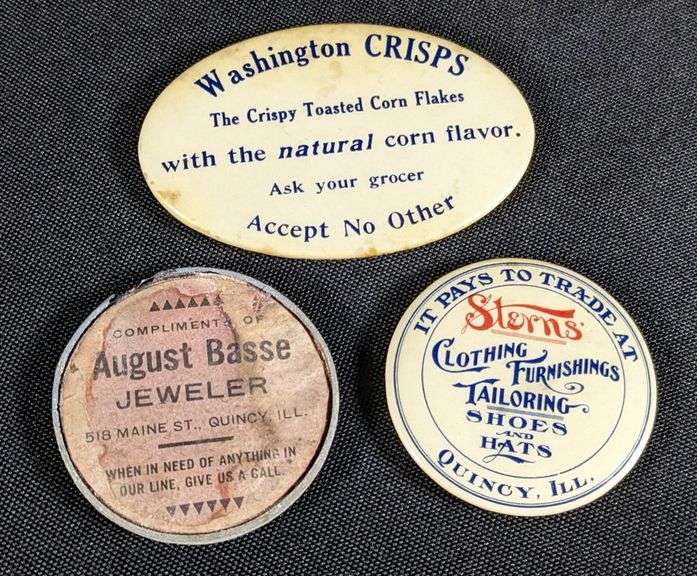 Washington CRISPS
The Crispy Toasted Corn Flakes
with the natural corn flavor.
Ask your grocer
Accept No Other
COMPLIMENTS OF
August Basse
JEWELER
518 MAINE ST., QUINCY, ILL.
WHEN IN NEED OF ANYTHING IN
OUR LINE, GIVE US A CALL.
IT PAYS TO TRADE AT
Sterns'
CLOTHING
FURNISHINGS
TAILORING
SHOES
AND
HATS
QUINCY, ILL.